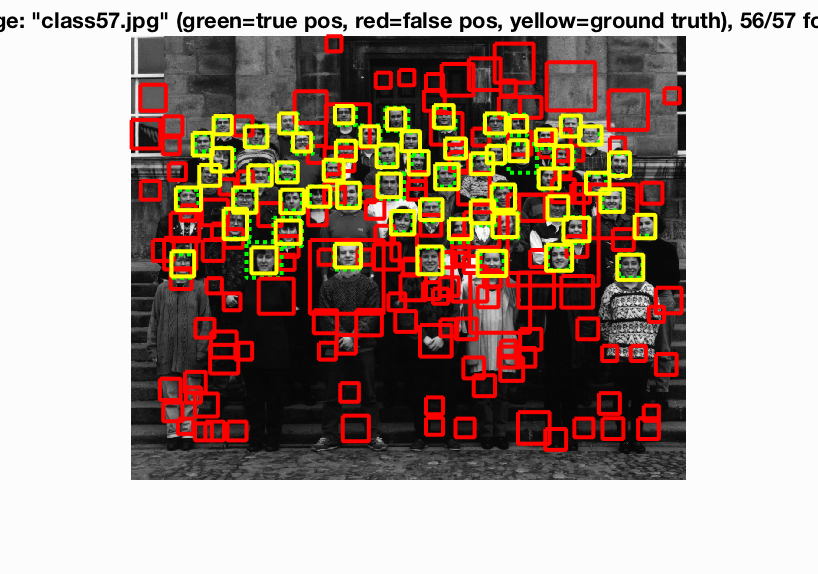 ge: "class57.jpg" (green=true pos, red=false pos, yellow=ground truth), 56/57 fo